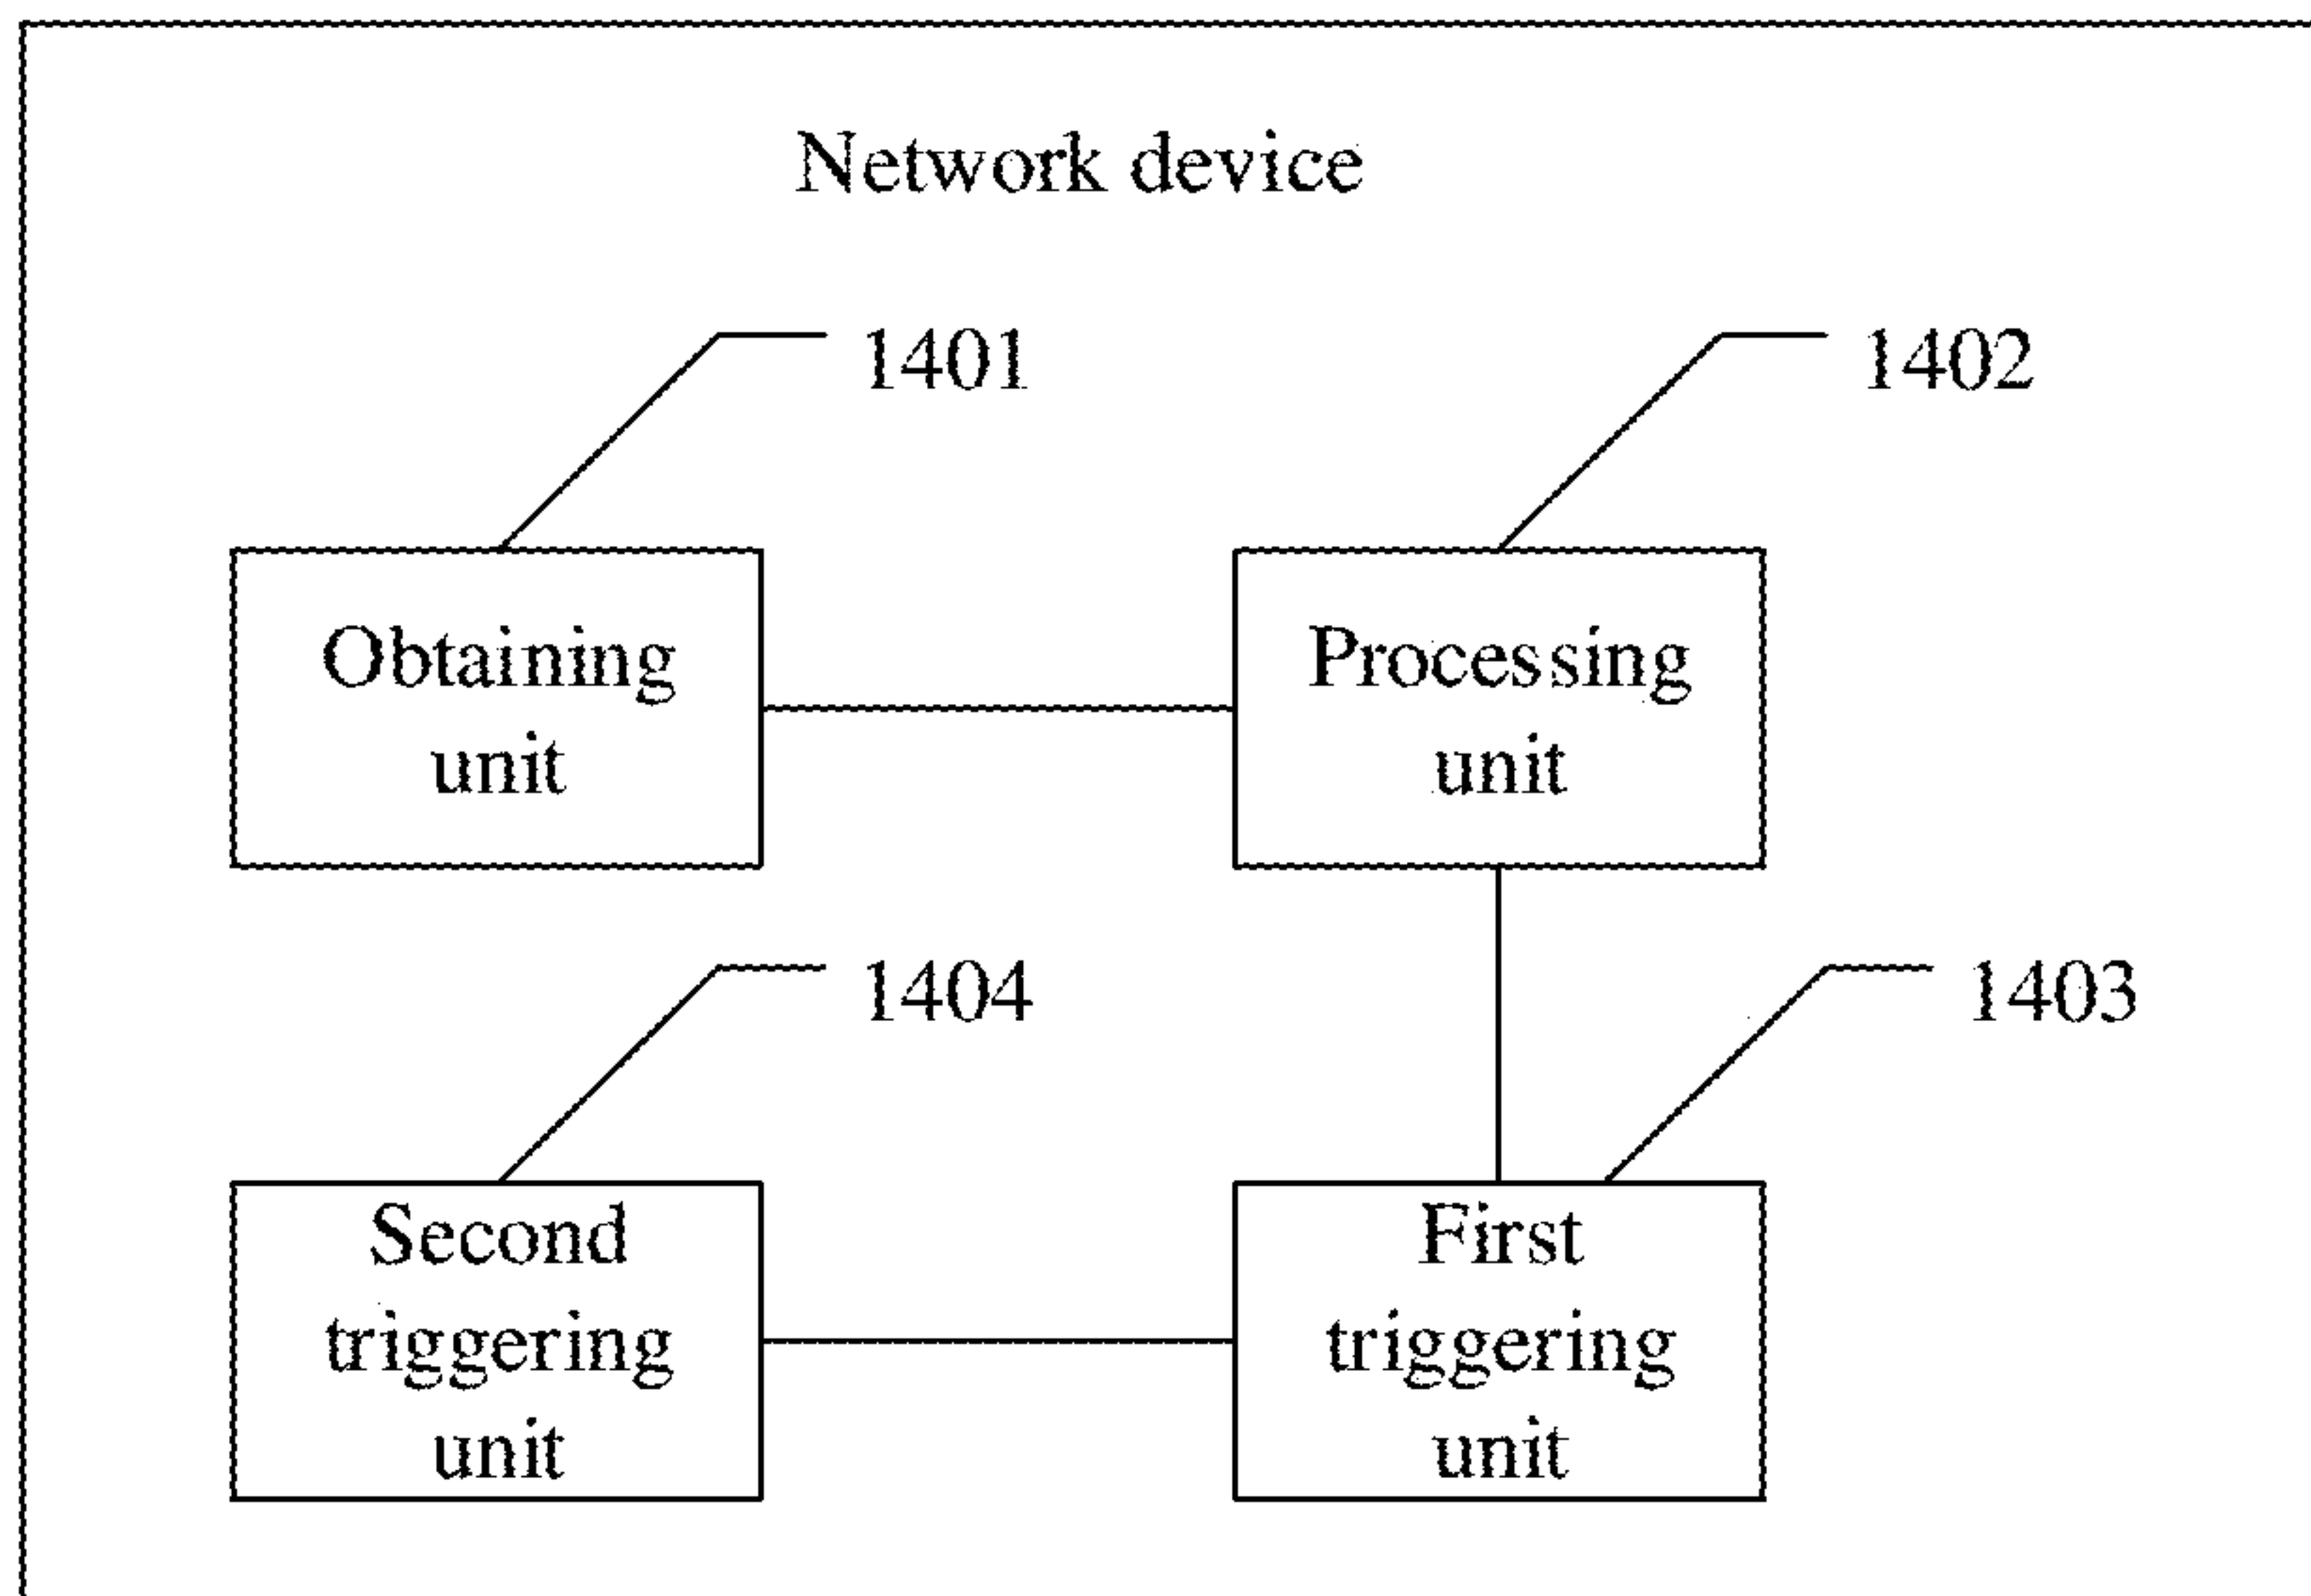 Network device
1401
1402
Obtaining
unit
Processing
unit
1404
1403
Second
triggering
unit
First
triggering
unit